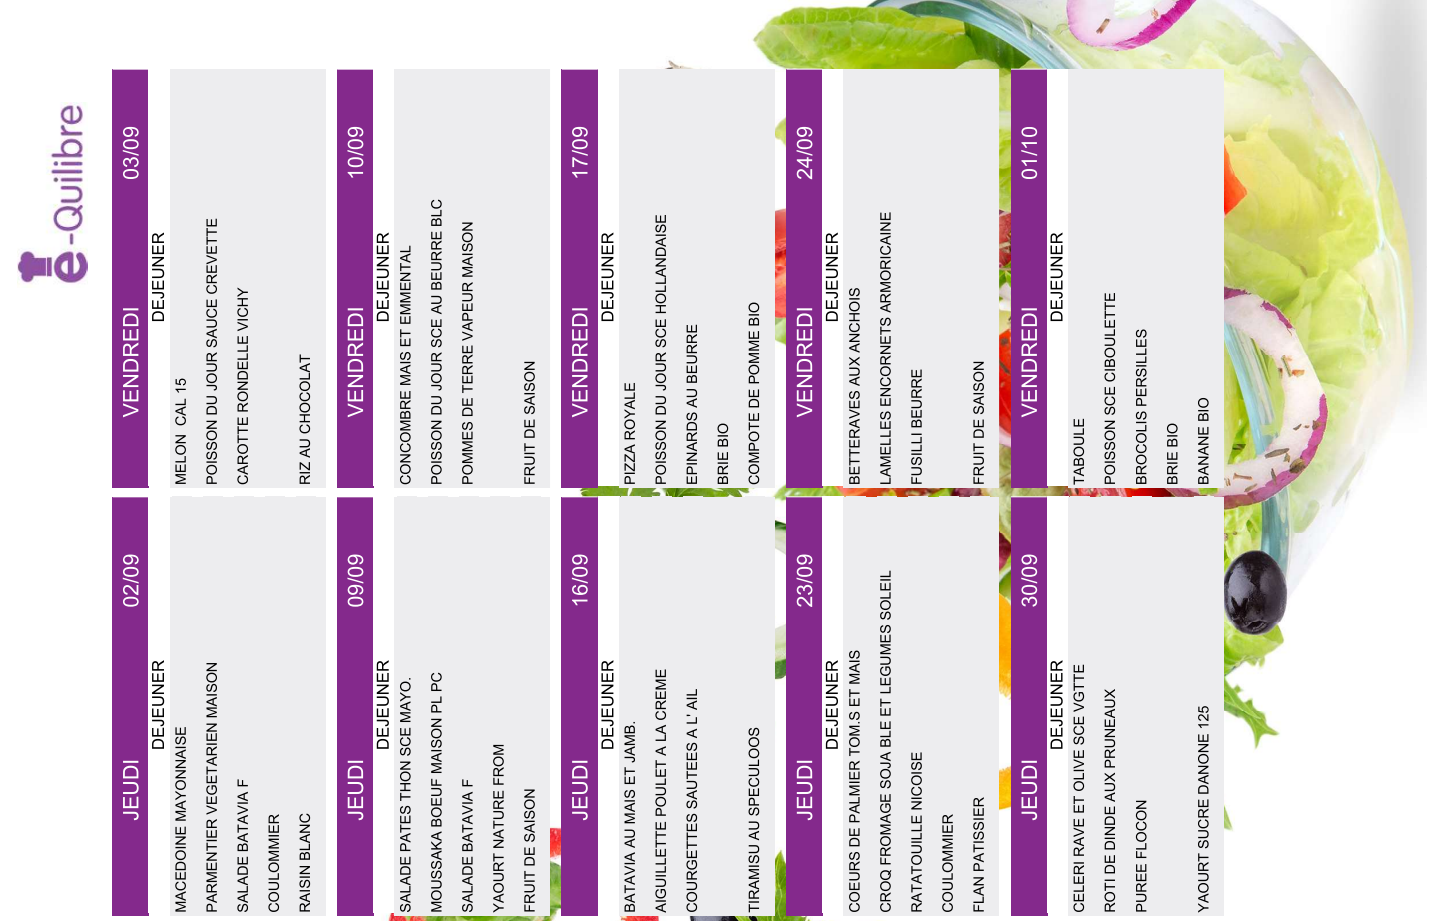 e-Quilibre
JEUDI 02/09
DEJEUNER
MACEDOINE MAYONNAISE
PARMENTIER VEGETARIEN MAISON
SALADE BATAVIA F
COULOMMIER
RAISIN BLANC
VENDREDI 03/09
DEJEUNER
MELON CAL 15
POISSON DU JOUR SAUCE CREVETTE
CAROTTE RONDELLE VICHY
RIZ AU CHOCOLAT
JEUDI 09/09
DEJEUNER
SALADE PATES THON SCE MAYO.
MOUSSAKA BOEUF MAISON PL PC
SALADE BATAVIA F
YAOURT NATURE FROM
FRUIT DE SAISON
VENDREDI 10/09
DEJEUNER
CONCOMBRE MAIS ET EMMENTAL
POISSON DU JOUR SCE AU BEURRE BLC
POMMES DE TERRE VAPEUR MAISON
FRUIT DE SAISON
JEUDI 16/09
DEJEUNER
BATAVIA AU MAIS ET JAMB.
AIGUILLETTE POULET A LA CREME
COURGETTES SAUTEES A L' AIL
TIRAMISU AU SPECULOOS
VENDREDI 17/09
DEJEUNER
PIZZA ROYALE
POISSON DU JOUR SCE HOLLANDAISE
EPINARDS AU BEURRE
BRIE BIO
COMPOTE DE POMME BIO
JEUDI 23/09
DEJEUNER
COEURS DE PALMIER TOM.S ET MAIS
CROQ FROMAGE SOJA BLE ET LEGUMES SOLEIL
RATATOUILLE NICOISE
COULOMMIER
FLAN PATISSIER
VENDREDI 24/09
DEJEUNER
BETTERAVES AUX ANCHOIS
LAMELLES ENCORNETS ARMORICAINE
FUSILLI BEURRE
FRUIT DE SAISON
JEUDI 30/09
DEJEUNER
CELERI RAVE ET OLIVE SCE VGTTE
ROTI DE DINDE AUX PRUNEAUX
PUREE FLOCON
YAOURT SUCRE DANONE 125
VENDREDI 01/10
DEJEUNER
TABOULE
POISSON SCE CIBOULETTE
BROCOLIS PERSILLES
BRIE BIO
BANANE BIO